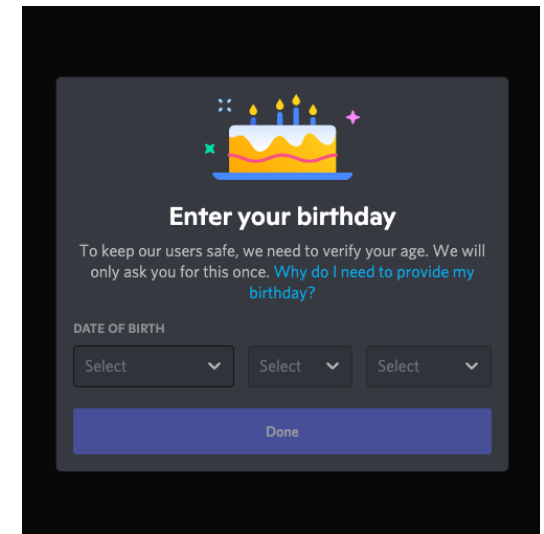 Enter your birthday
To keep our users safe, we need to verify your age. We will
only ask you for this once. Why do I need to provide my
birthday?
DATE OF BIRTH
Select Select Select
Done